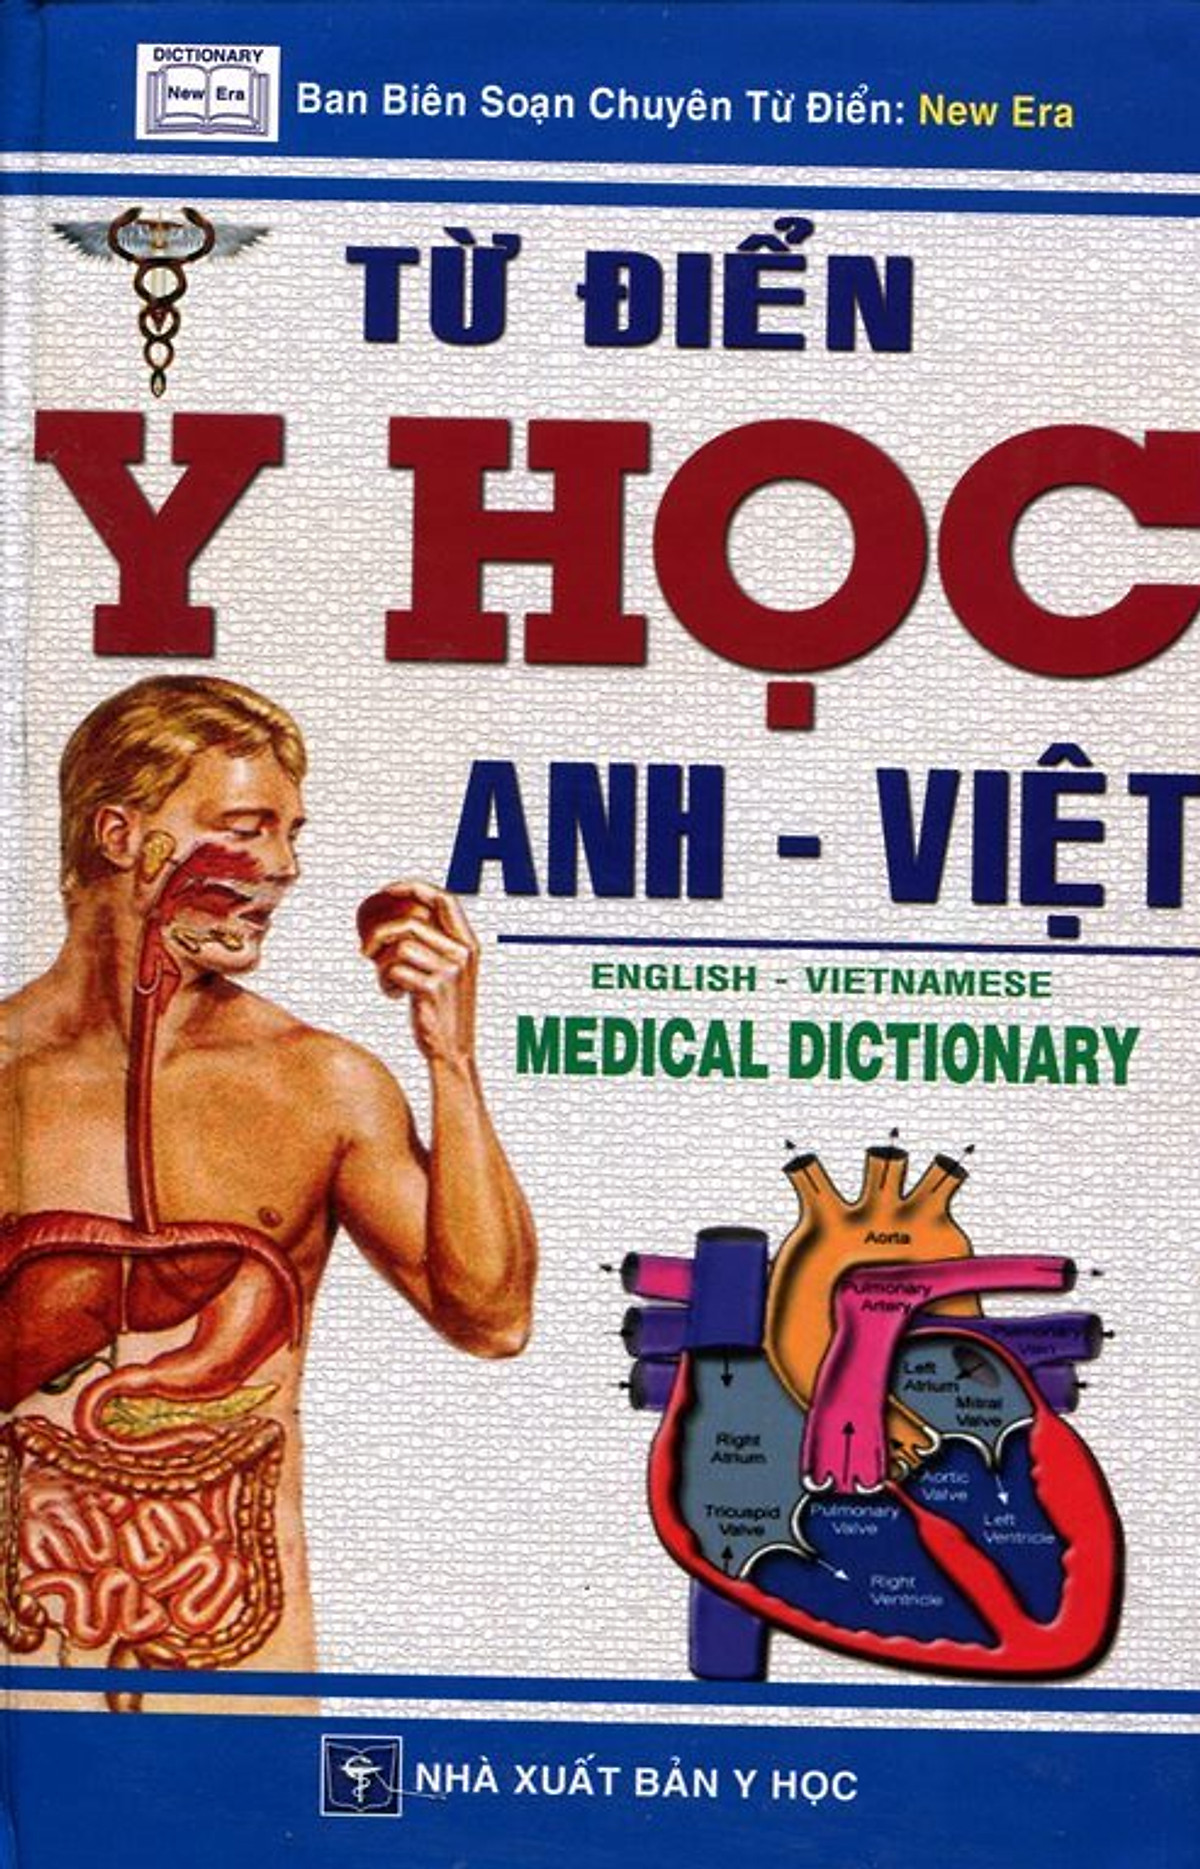 DICTIONARY
New Era
Ban Biên Soạn Chuyên Từ Điển: New Era
TỪ ĐIỂN
Y HỌC
ANH - VIỆT
ENGLISH - VIETNAMESE
MEDICAL DICTIONARY
Aorta
Pulmonary
Artery
Pulmonary
Vein
Left
Atrium
Mitral
Valve
Right
Atrium
Aortic
Valve
Tricuspid
Valve
Pulmonary
Valve
Left
Ventricle
Right
Ventricle
NHÀ XUẤT BẢN Y HỌC